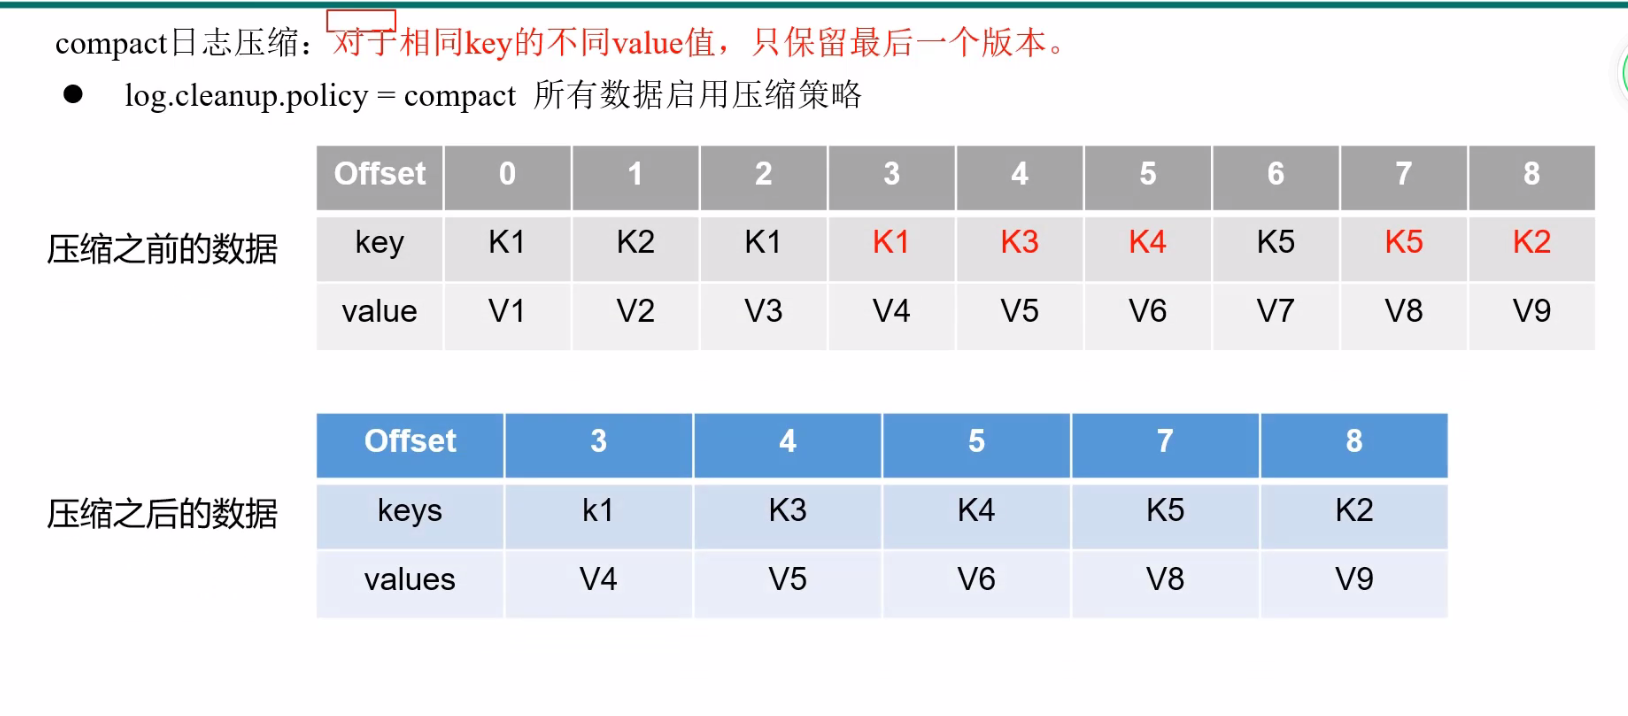 compact日志压缩：对于相同key的不同value值，只保留最后一个版本。
● log.cleanup.policy = compact 所有数据启用压缩策略
Offset 0 1 2 3 4 5 6 7 8
压缩之前的数据 key K1 K2 K1 K1 K3 K4 K5 K5 K2
value V1 V2 V3 V4 V5 V6 V7 V8 V9
Offset 3 4 5 7 8
压缩之后的数据 keys k1 K3 K4 K5 K2
values V4 V5 V6 V8 V9